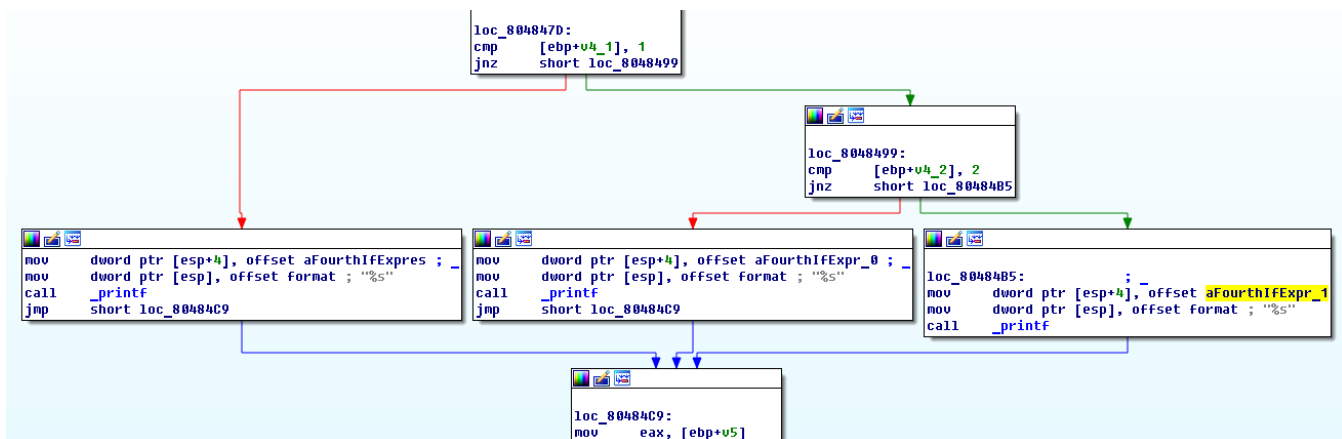 loc_804847D:
cmp [ebp+v4_1], 1
jnz short loc_8048499
loc_8048499:
cmp [ebp+v4_2], 2
jnz short loc_80484B5
mov dword ptr [esp+4], offset aFourthIfExpres ; _
mov dword ptr [esp], offset format ; "%s"
call _printf
jmp short loc_80484C9
mov dword ptr [esp+4], offset aFourthIfExpr_0 ; _
mov dword ptr [esp], offset format ; "%s"
call _printf
jmp short loc_80484C9
loc_80484B5: ; _
mov dword ptr [esp+4], offset aFourthIfExpr_1
mov dword ptr [esp], offset format ; "%s"
call _printf
loc_80484C9:
mov eax, [ebp+v5]